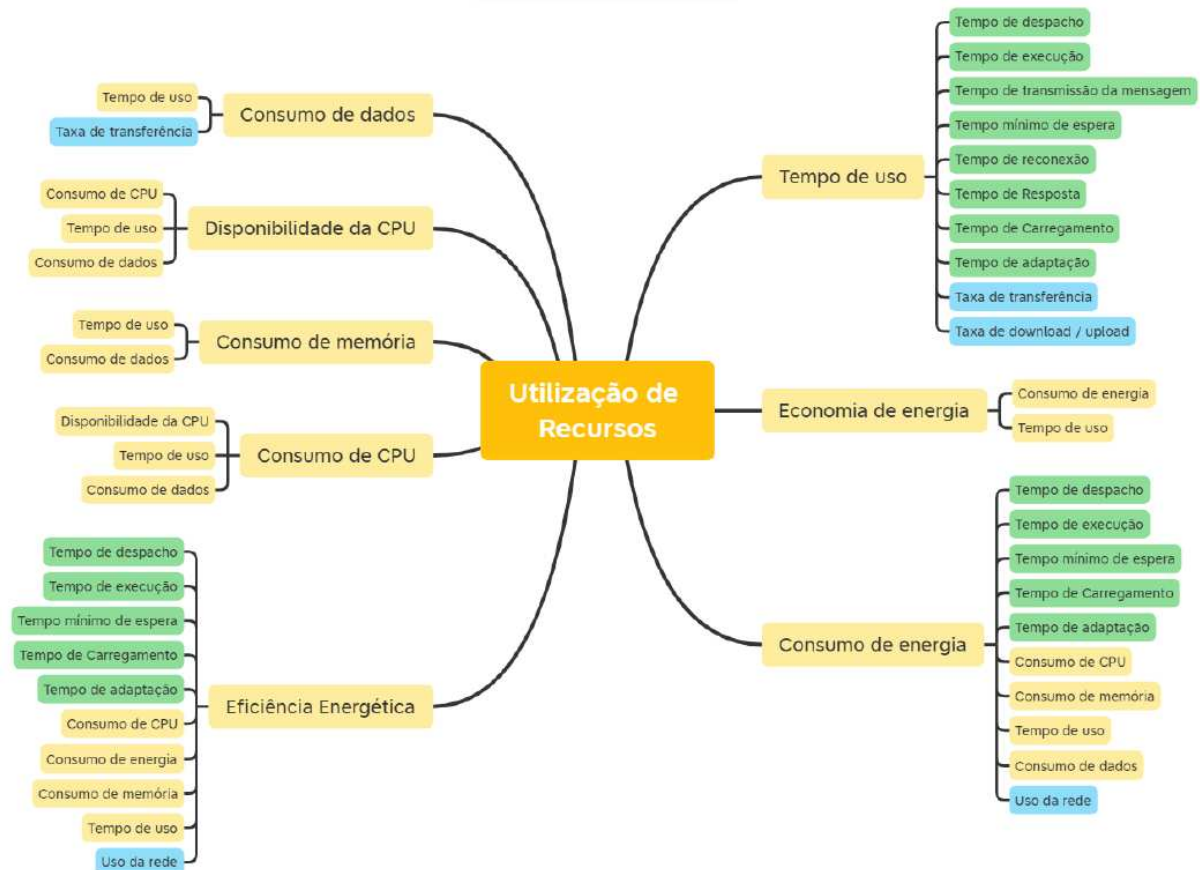 Utilização de
Recursos
Consumo de dados
Tempo de uso
Taxa de transferência
Disponibilidade da CPU
Consumo de CPU
Tempo de uso
Consumo de dados
Consumo de memória
Tempo de uso
Consumo de dados
Consumo de CPU
Disponibilidade da CPU
Tempo de uso
Consumo de dados
Eficiência Energética
Tempo de despacho
Tempo de execução
Tempo mínimo de espera
Tempo de Carregamento
Tempo de adaptação
Consumo de CPU
Consumo de energia
Consumo de memória
Tempo de uso
Uso da rede
Tempo de uso
Tempo de despacho
Tempo de execução
Tempo de transmissão da mensagem
Tempo mínimo de espera
Tempo de reconexão
Tempo de Resposta
Tempo de Carregamento
Tempo de adaptação
Taxa de transferência
Taxa de download / upload
Economia de energia
Consumo de energia
Tempo de uso
Consumo de energia
Tempo de despacho
Tempo de execução
Tempo mínimo de espera
Tempo de Carregamento
Tempo de adaptação
Consumo de CPU
Consumo de memória
Tempo de uso
Consumo de dados
Uso da rede